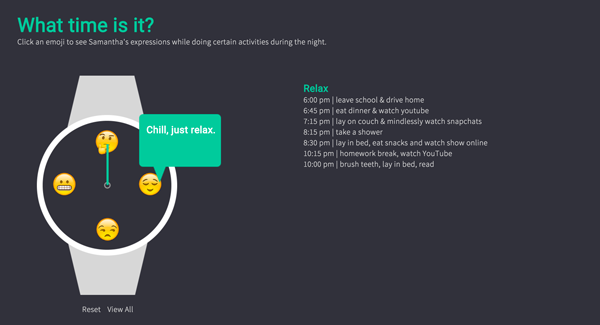 What time is it?
Click an emoji to see Samantha's expressions while doing certain activities during the night.
Chill, just relax.
Relax
6:00 pm | leave school & drive home
6:45 pm | eat dinner & watch youtube
7:15 pm | lay on couch & mindlessly watch snapchats
8:15 pm | take a shower
8:30 pm | lay in bed, eat snacks and watch show online
10:15 pm | homework break, watch YouTube
10:00 pm | brush teeth, lay in bed, read
Reset View All